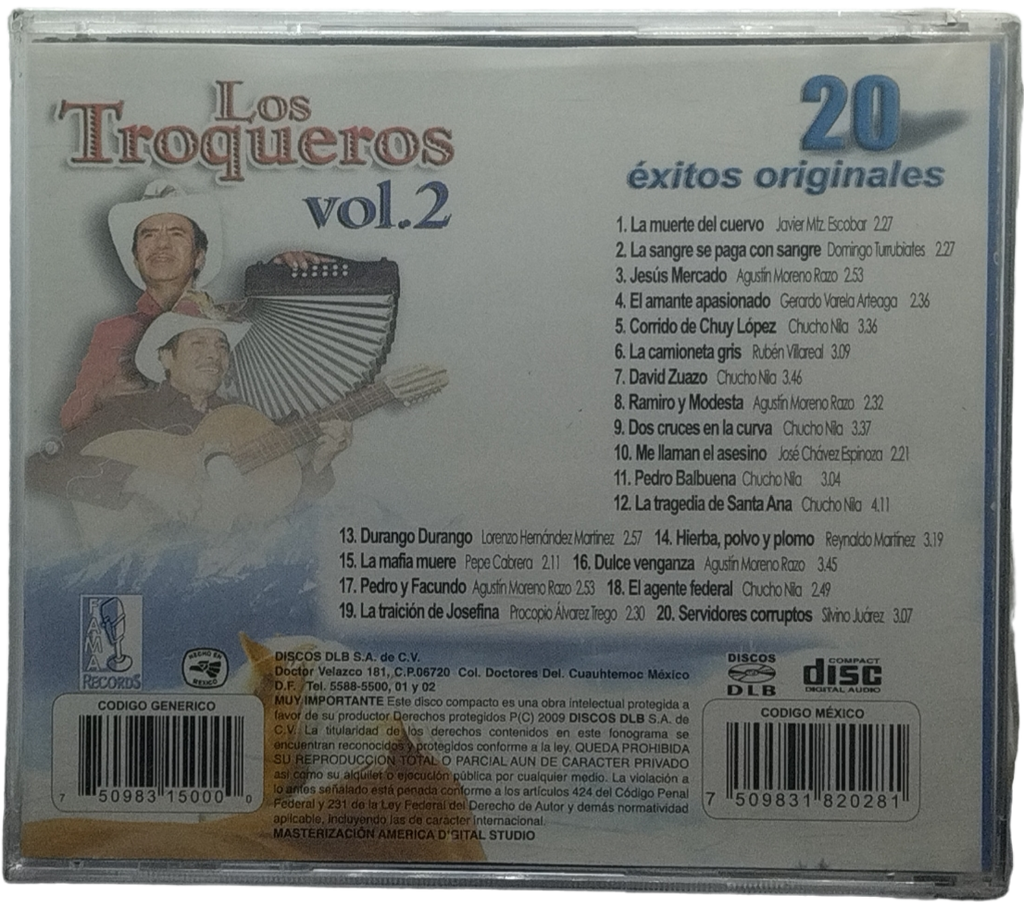 Los
Troqueros
vol.2
20
éxitos originales
1. La muerte del cuervo Javier Mtz. Escobar 2.27
2. La sangre se paga con sangre Domingo Turrubiates 2.27
3. Jesús Mercado Agustín Moreno Razo 2.53
4. El amante apasionado Gerardo Varela Arteaga 2.36
5. Corrido de Chuy López Chucho Nila 3.36
6. La camioneta gris Rubén Villareal 3.09
7. David Zuazo Chucho Nila 3.46
8. Ramiro y Modesta Agustín Moreno Razo 2.32
9. Dos cruces en la curva Chucho Nila 3.37
10. Me llaman el asesino José Chávez Espinoza 2.21
11. Pedro Balbuena Chucho Nila 3.04
12. La tragedia de Santa Ana Chucho Nila 4.11
13. Durango Durango Lorenzo Hernández Martínez 2.57 14. Hierba, polvo y plomo Reynaldo Martínez 3.19
15. La mafia muere Pepe Cabrera 2.11 16. Dulce venganza Agustín Moreno Razo 3.45
17. Pedro y Facundo Agustín Moreno Razo 2.53 18. El agente federal Chucho Nila 2.49
19. La traición de Josefina Procopio Álvarez Trego 2.30 20. Servidores corruptos Silvino Juárez 3.07
FAMA
RECORDS
HECHO EN
MEXICO
DISCOS DLB S.A. de C.V.
Doctor Velazco 181, C.P.06720 Col. Doctores Del. Cuauhtemoc México
D.F. Tel. 5588-5500, 01 y 02
MUY IMPORTANTE Este disco compacto es una obra intelectual protegida a
favor de su productor Derechos protegidos P(C) 2009 DISCOS DLB S.A. de
C.V. La titularidad de los derechos contenidos en este fonograma se
encuentran reconocidos y protegidos conforme a la ley. QUEDA PROHIBIDA
SU REPRODUCCION TOTAL O PARCIAL AUN DE CARACTER PRIVADO
así como su alquiler o ejecución pública por cualquier medio. La violación a
lo antes señalado está penada conforme a los artículos 424 del Código Penal
Federal y 231 de la Ley Federal del Derecho de Autor y demás normatividad
aplicable, incluyendo las de carácter internacional.
MASTERIZACIÓN AMERICA DIGITAL STUDIO
DISCOS
DLB
COMPACT
disc
DIGITAL AUDIO
CODIGO GENERICO
7 50983 15000 0
CODIGO MÉXICO
7 509831 820281